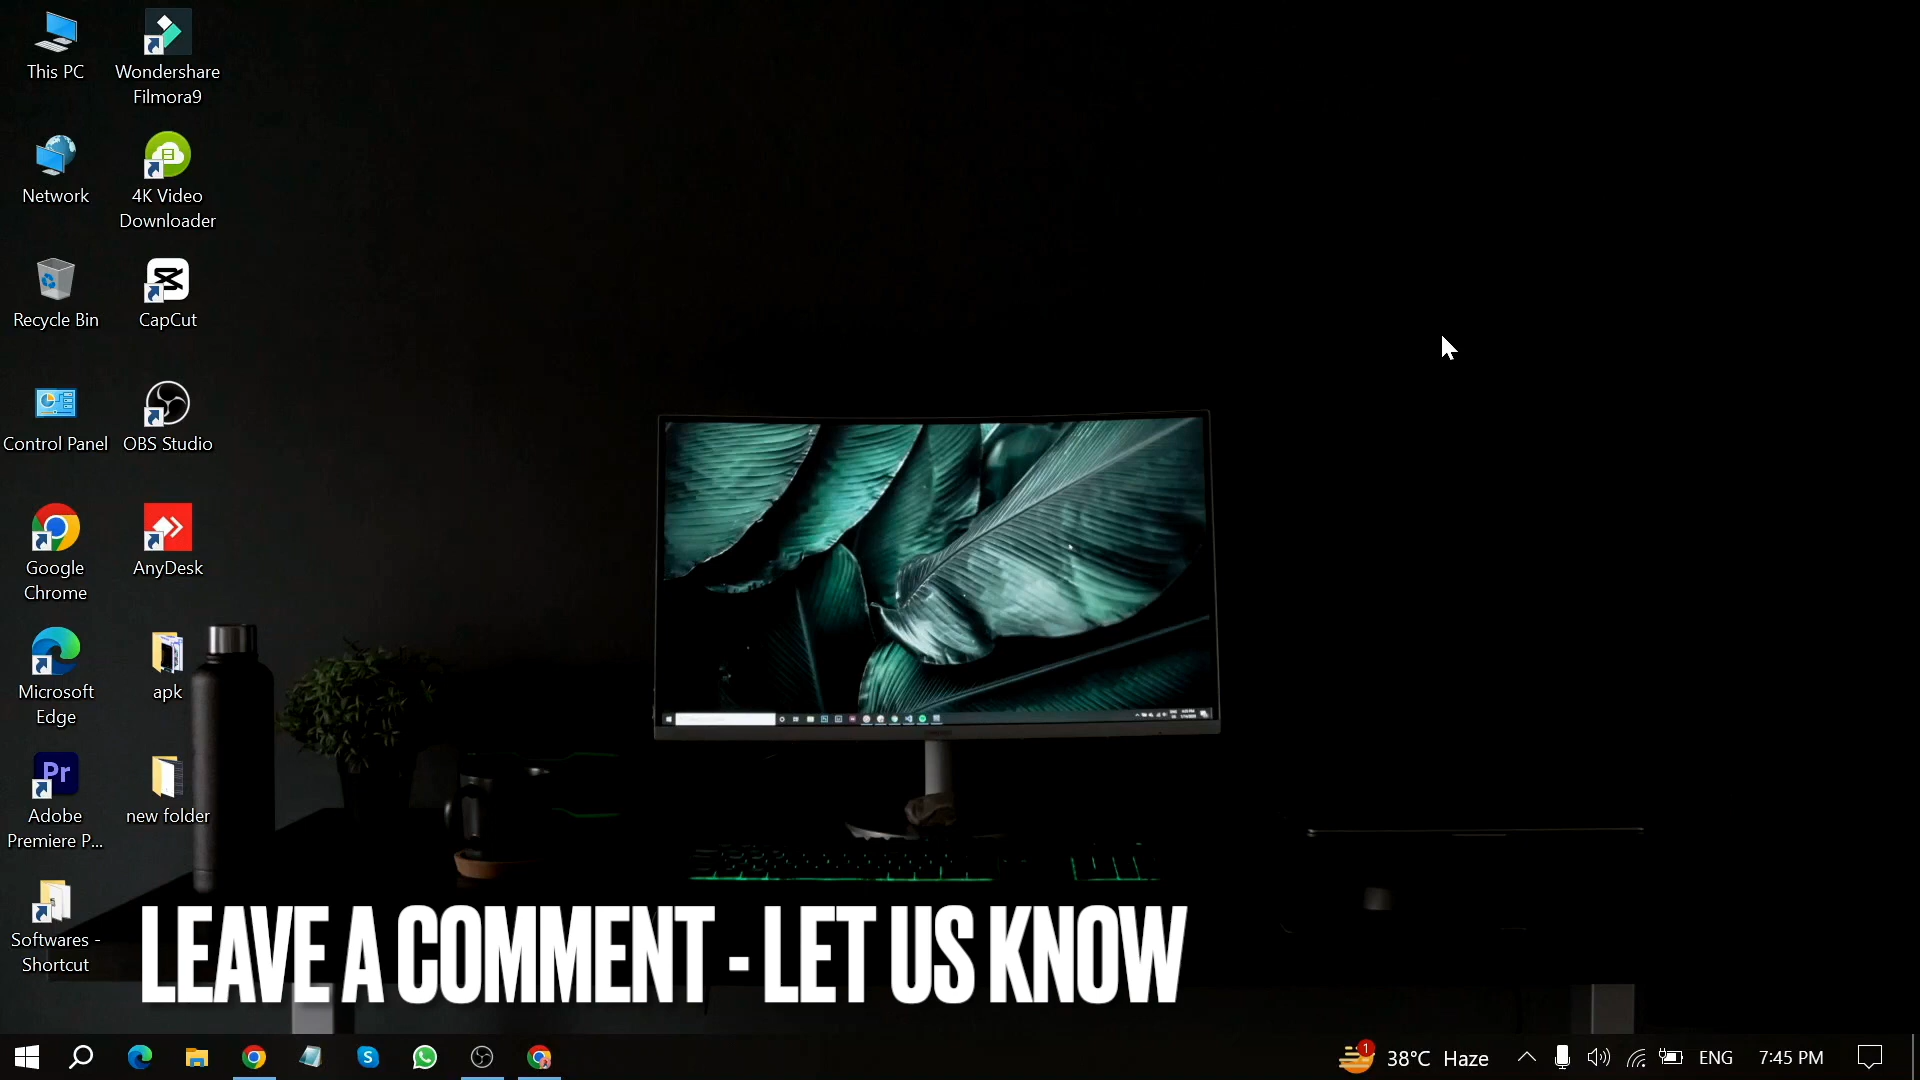 This PC
Wondershare
Filmora9
Network
4K Video
Downloader
Recycle Bin
CapCut
Control Panel
OBS Studio
Google
Chrome
AnyDesk
Microsoft
Edge
apk
Pr
Adobe
Premiere P...
new folder
Softwares -
Shortcut
LEAVE A COMMENT - LET US KNOW
1
38°C Haze
ENG
7:45 PM